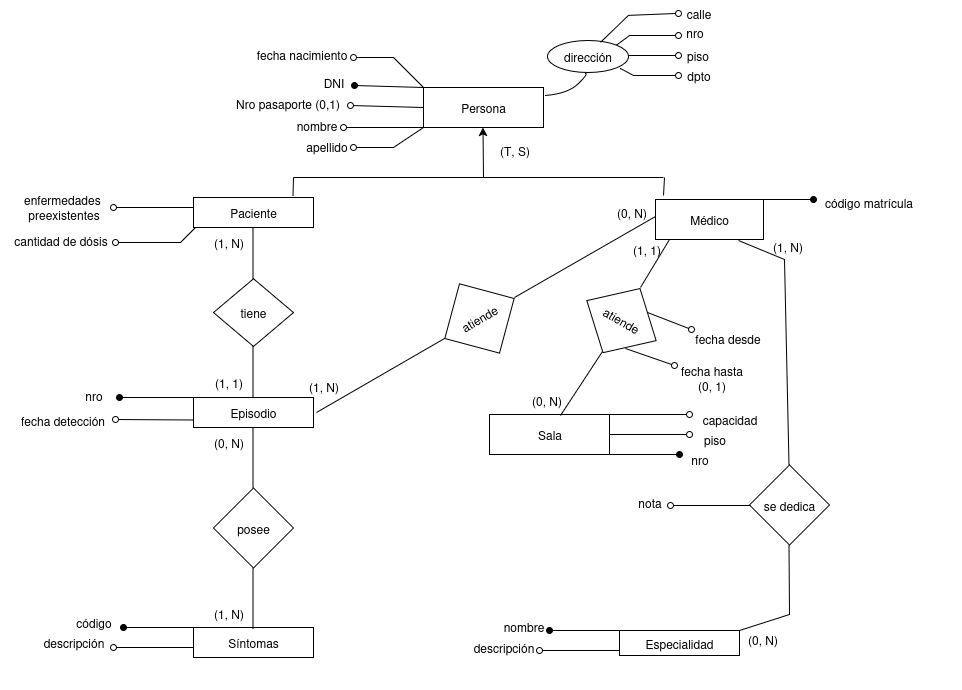 calle
nro
piso
dpto
dirección
fecha nacimiento
DNI
Nro pasaporte (0,1)
nombre
apellido
Persona
(T, S)
enfermedades
preexistentes
cantidad de dósis
Paciente
(1, N)
(0, N)
Médico
código matrícula
(1, 1)
(1, N)
tiene
atiende
atiende
fecha desde
fecha hasta
(0, 1)
(1, 1)
(1, N)
nro
fecha detección
Episodio
(0, N)
(0, N)
Sala
capacidad
piso
nro
posee
nota
se dedica
(1, N)
código
descripción
Síntomas
nombre
descripción
Especialidad
(0, N)